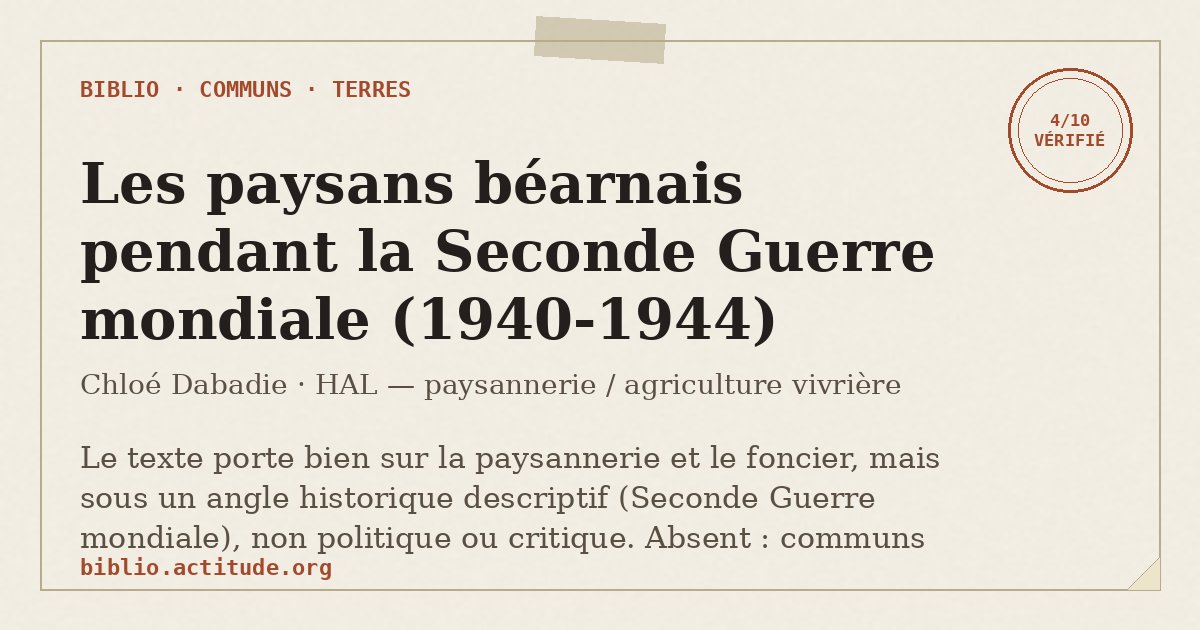 BIBLIO · COMMUNS · TERRES
4/10
VÉRIFIÉ
Les paysans béarnais
pendant la Seconde Guerre
mondiale (1940-1944)
Chloé Dabadie · HAL — paysannerie / agriculture vivrière
Le texte porte bien sur la paysannerie et le foncier, mais
sous un angle historique descriptif (Seconde Guerre
mondiale), non politique ou critique. Absent : communs
biblio.actitude.org